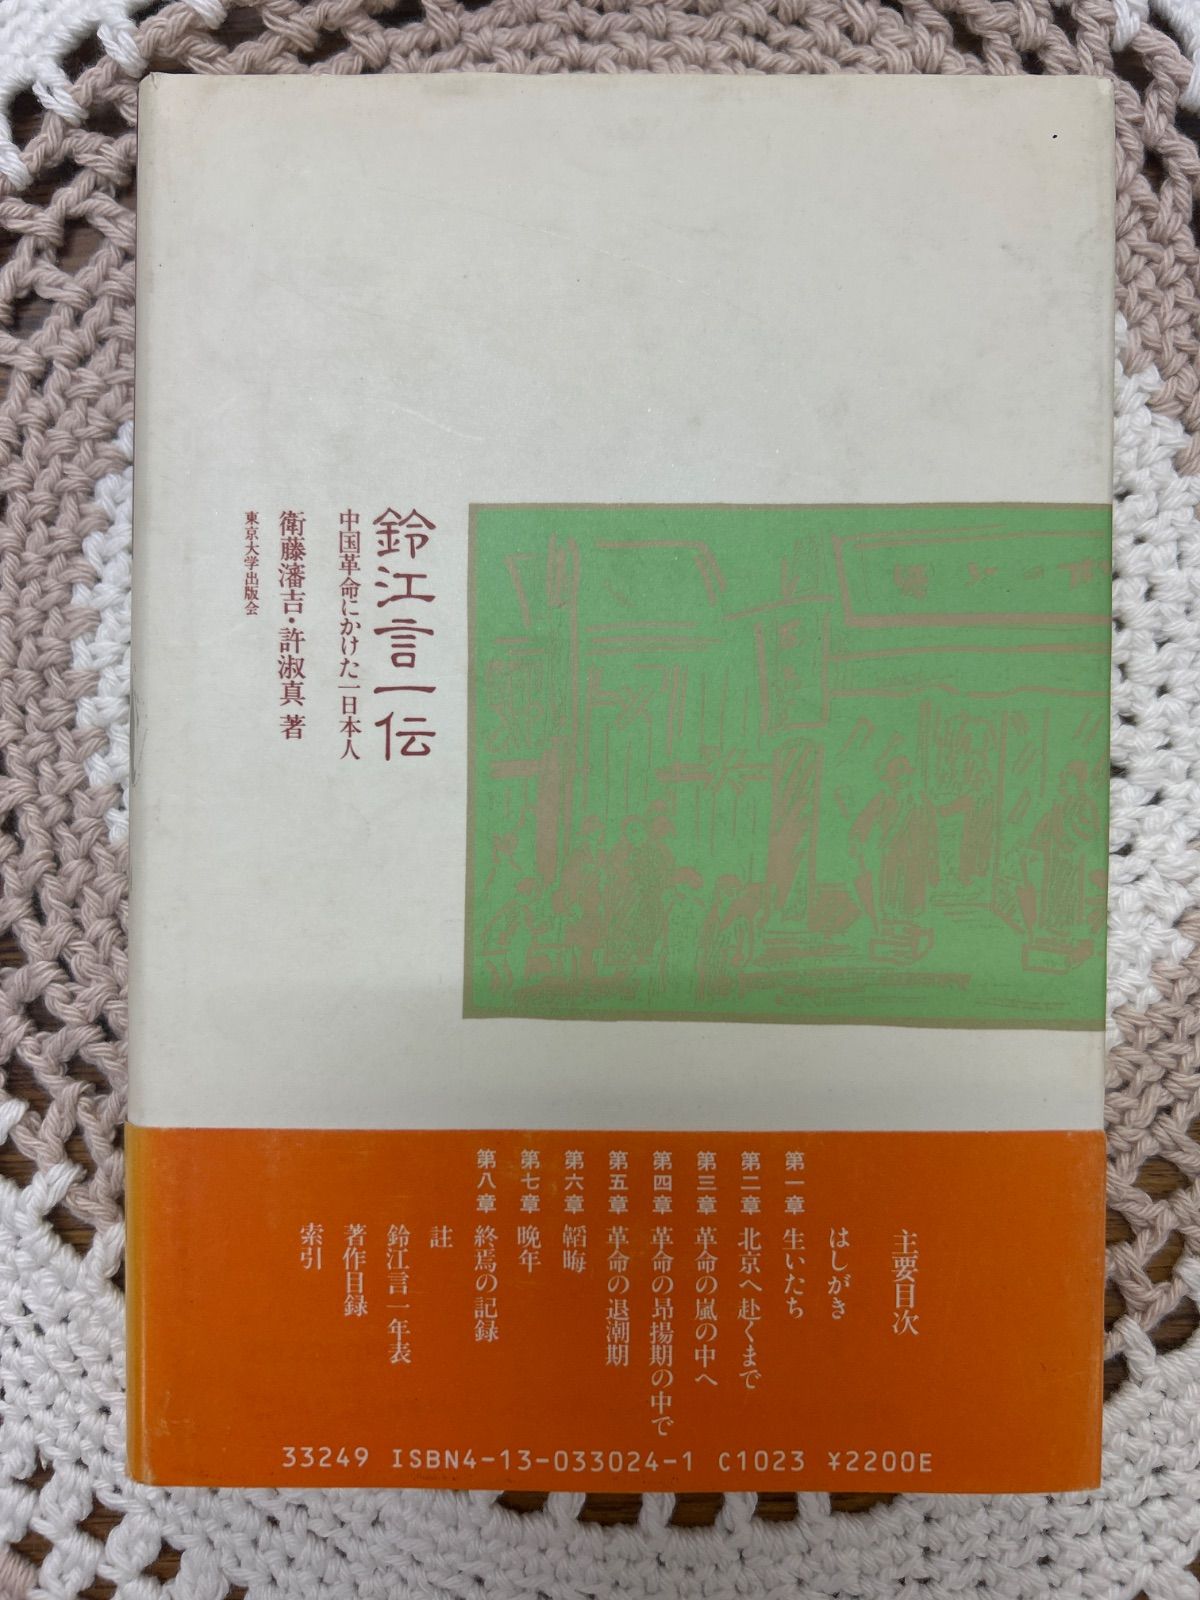 鈴江言一伝
中国革命にかけた一日本人
衛藤瀋吉・許淑真 著
東京大学出版会
主要目次
はしがき
第一章 生いたち
第二章 北京へ赴くまで
第三章 革命の嵐の中へ
第四章 革命の昂揚期の中で
第五章 革命の退潮期
第六章 韜晦
第七章 晩年
第八章 終焉の記録
註
鈴江言一年表
著作目録
索引
33249 ISBN4-13-033024-1 C1023 ¥2200E